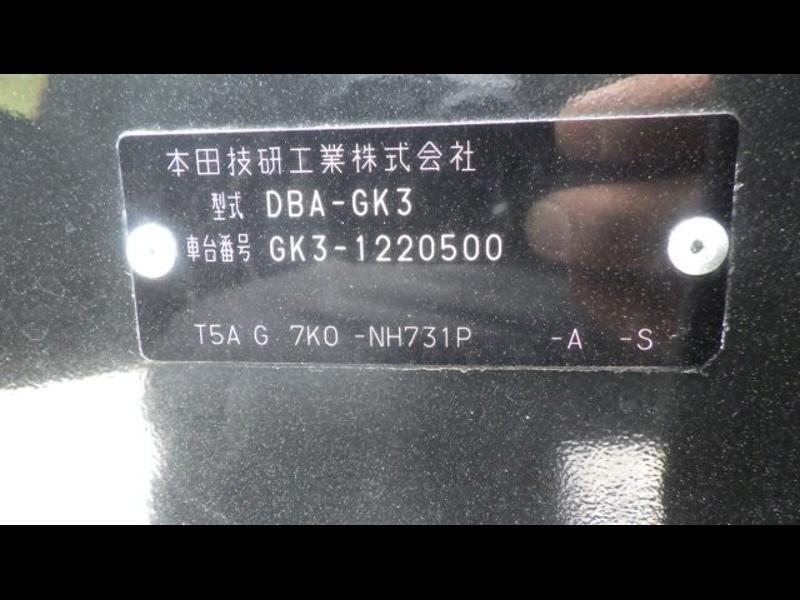 本田技研工業株式会社
型式 DBA-GK3
車台番号 GK3-1220500
T5A G 7K0 -NH731P -A -S